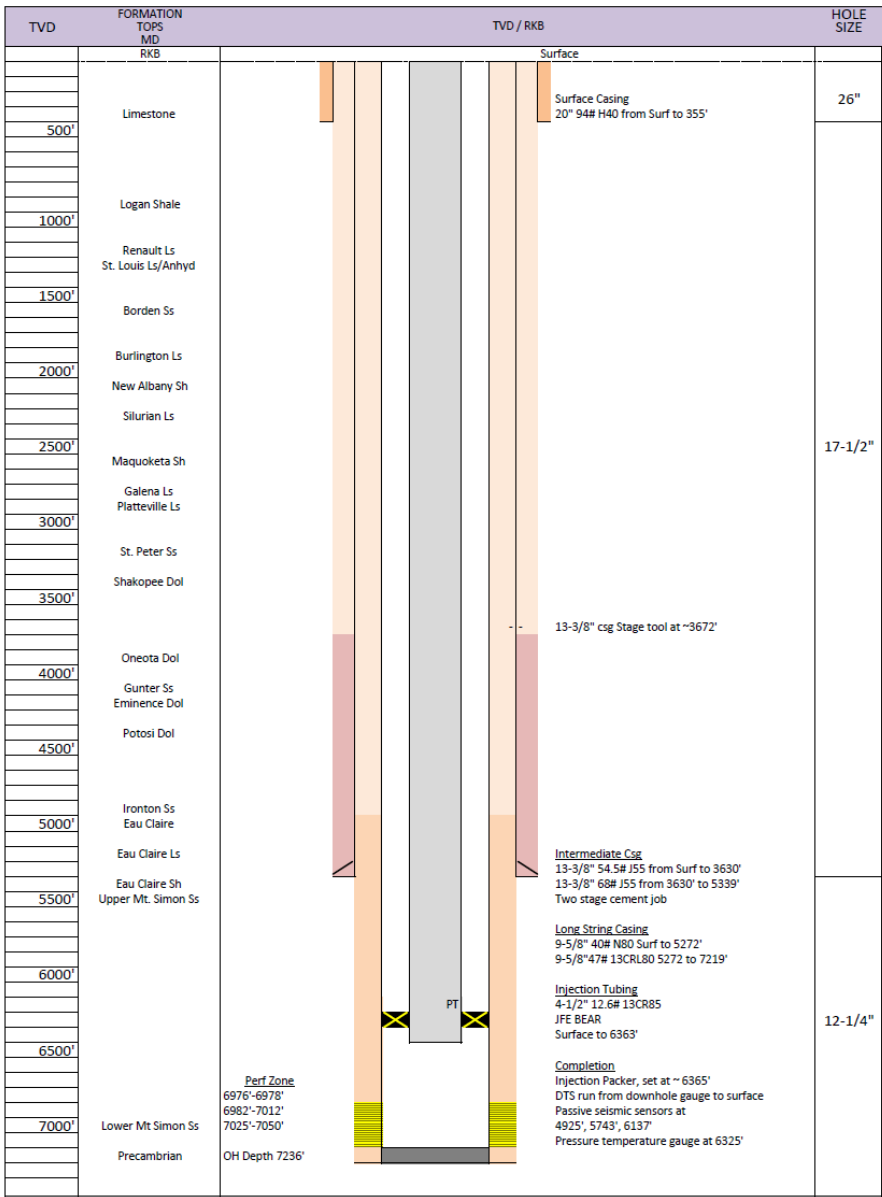 TVD
FORMATION
TOPS
MD
TVD / RKB
HOLE
SIZE
RKB
Surface
Surface Casing
20" 94# H40 from Surf to 355'
26"
Limestone
500'
Logan Shale
1000'
Renault Ls
St. Louis Ls/Anhyd
1500'
Borden Ss
Burlington Ls
2000'
New Albany Sh
Silurian Ls
2500'
17-1/2"
Maquoketa Sh
Galena Ls
Platteville Ls
3000'
St. Peter Ss
Shakopee Dol
3500'
13-3/8" csg Stage tool at ~3672'
Oneota Dol
4000'
Gunter Ss
Eminence Dol
Potosi Dol
4500'
Ironton Ss
5000'
Eau Claire
Eau Claire Ls
Intermediate Csg
13-3/8" 54.5# J55 from Surf to 3630'
13-3/8" 68# J55 from 3630' to 5339'
Two stage cement job
Eau Claire Sh
5500'
Upper Mt. Simon Ss
Long String Casing
9-5/8" 40# N80 Surf to 5272'
9-5/8"47# 13CRL80 5272 to 7219'
6000'
Injection Tubing
4-1/2" 12.6# 13CR85
JFE BEAR
Surface to 6363'
PT
12-1/4"
6500'
Completion
Injection Packer, set at ~ 6365'
DTS run from downhole gauge to surface
Passive seismic sensors at
4925', 5743', 6137'
Pressure temperature gauge at 6325'
Perf Zone
6976'-6978'
6982'-7012'
7025'-7050'
7000'
Lower Mt Simon Ss
Precambrian
OH Depth 7236'